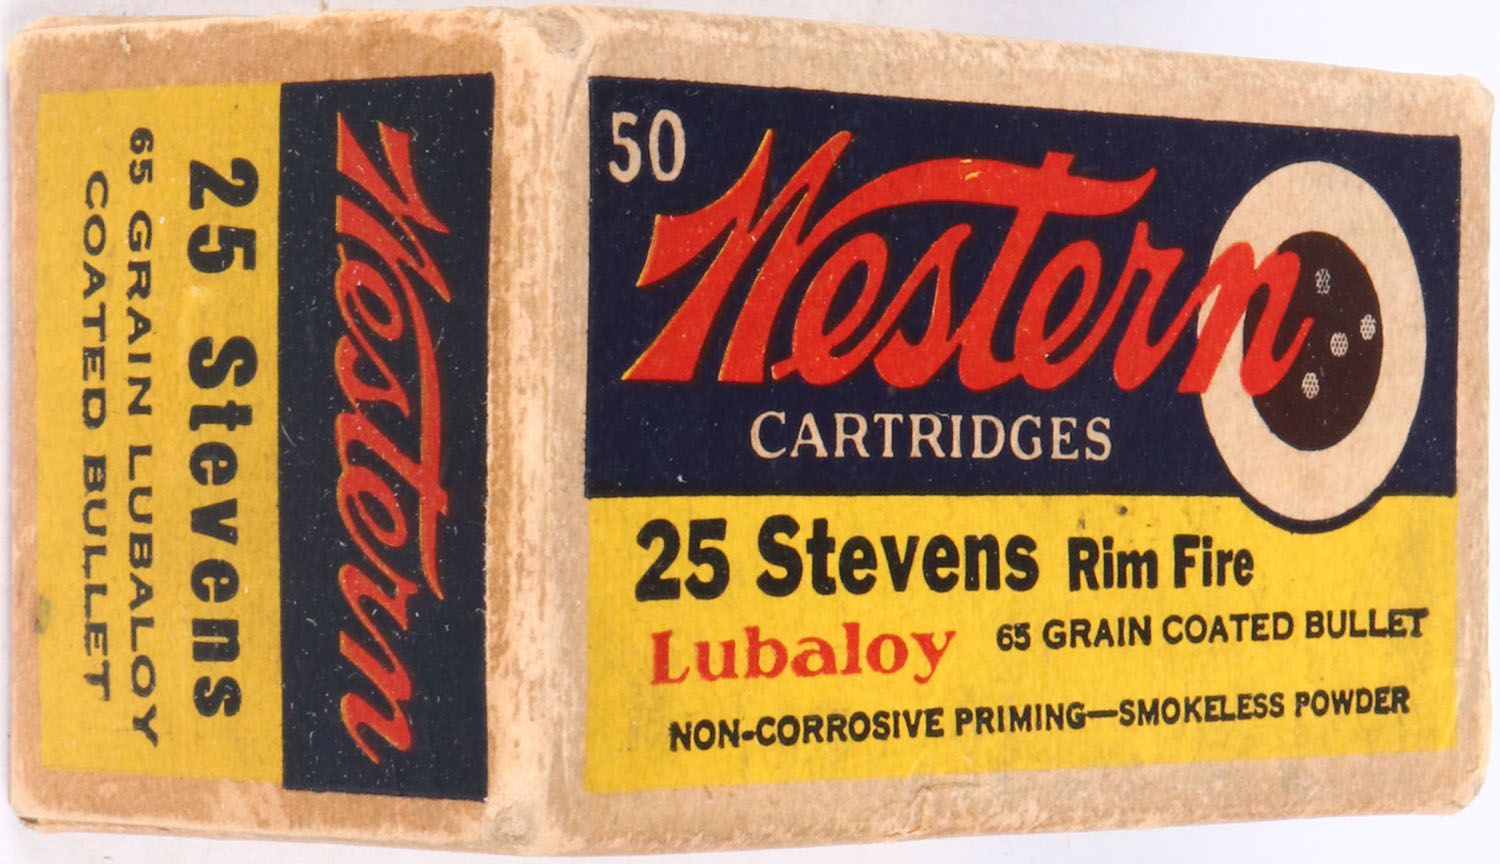 50
Western
CARTRIDGES
25 Stevens Rim Fire
Lubaloy 65 GRAIN COATED BULLET
NON-CORROSIVE PRIMING—SMOKELESS POWDER
Western
25 Stevens
65 GRAIN LUBALOY
COATED BULLET